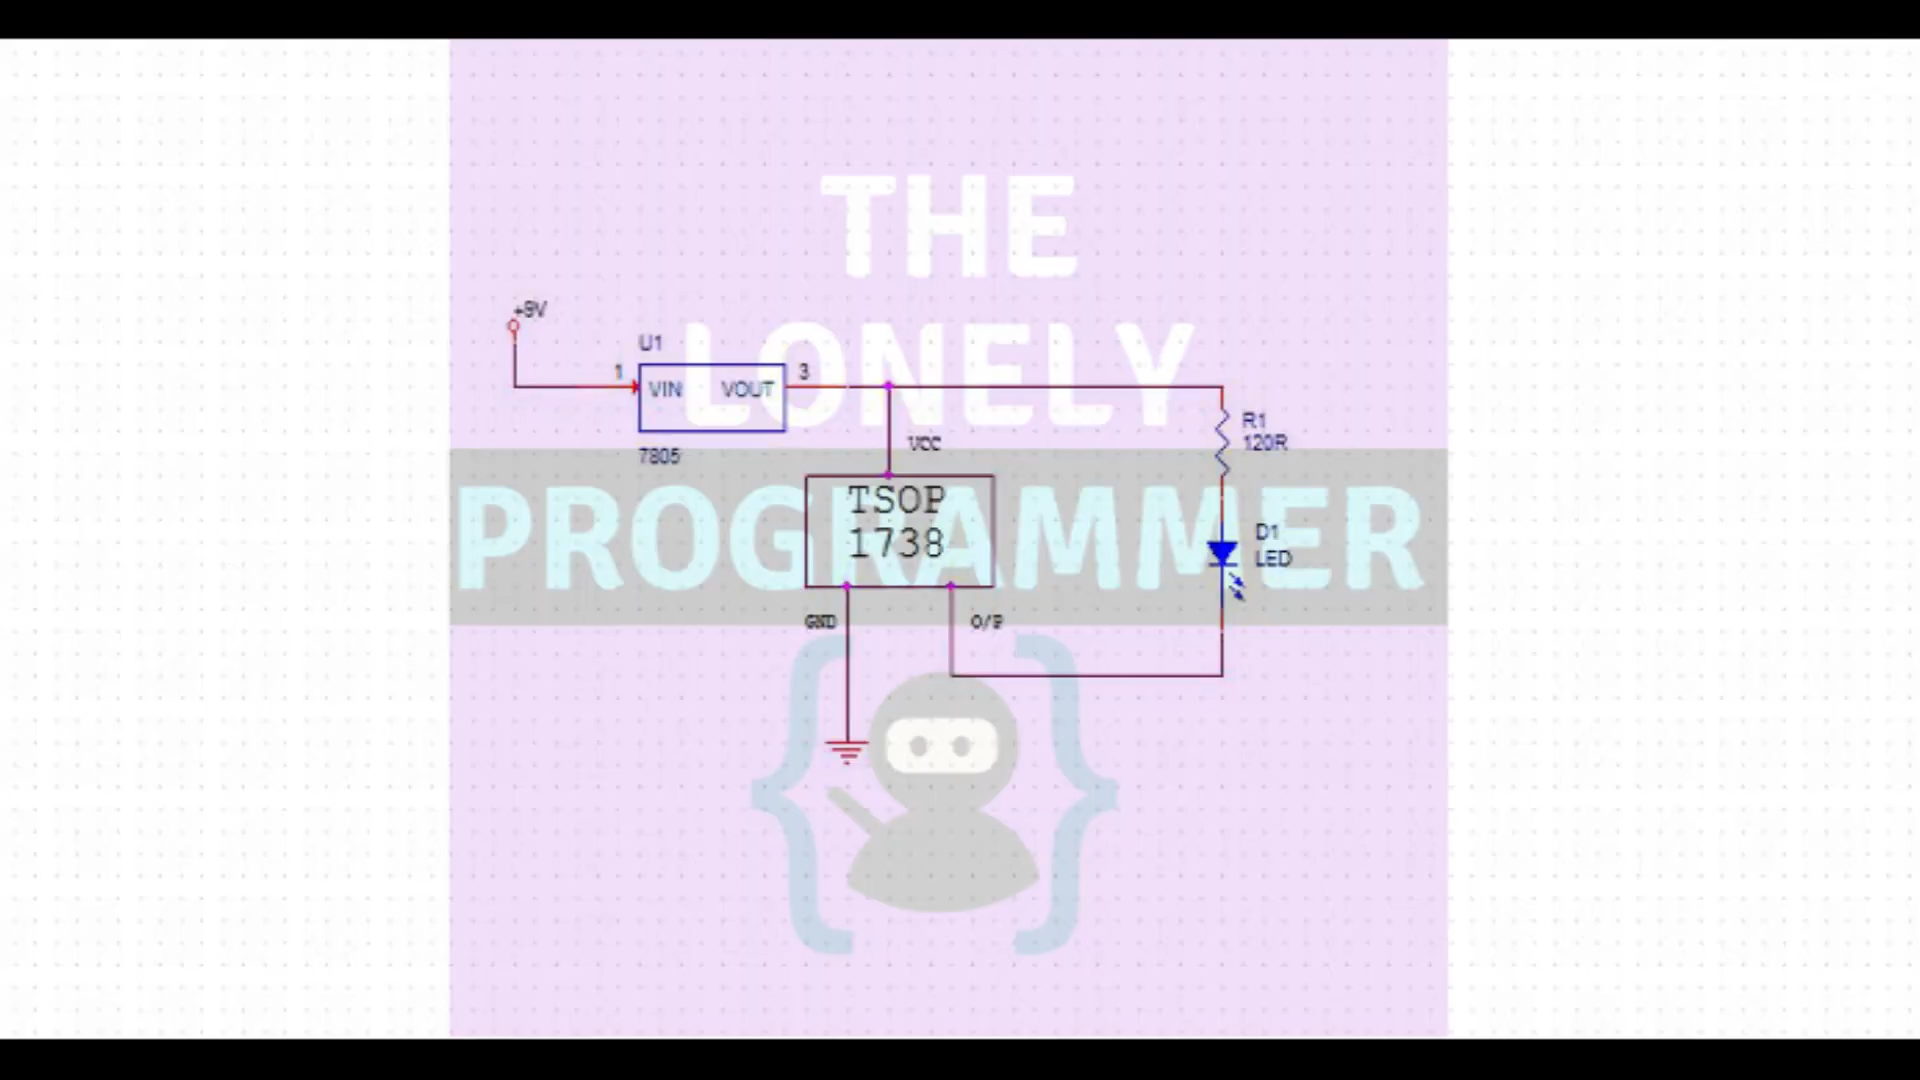 THE
LONELY
PROGRAMMER
+9V
U1
1
VIN
VOUT
3
7805
VCC
TSOP
1738
GND
O/P
R1
120R
D1
LED